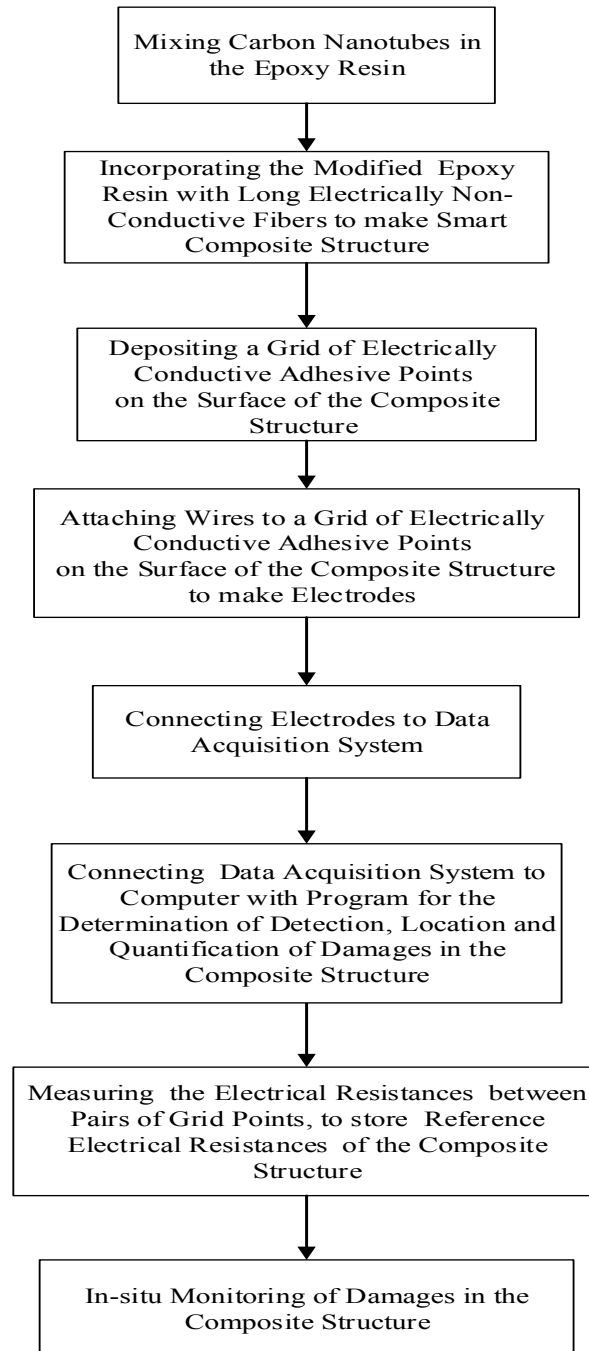 Mixing Carbon Nanotubes in
the Epoxy Resin
Incorporating the Modified Epoxy
Resin with Long Electrically Non-
Conductive Fibers to make Smart
Composite Structure
Depositing a Grid of Electrically
Conductive Adhesive Points
on the Surface of the Composite
Structure
Attaching Wires to a Grid of Electrically
Conductive Adhesive Points
on the Surface of the Composite Structure
to make Electrodes
Connecting Electrodes to Data
Acquisition System
Connecting Data Acquisition System to
Computer with Program for the
Determination of Detection, Location and
Quantification of Damages in the
Composite Structure
Measuring the Electrical Resistances between
Pairs of Grid Points, to store Reference
Electrical Resistances of the Composite
Structure
In-situ Monitoring of Damages in the
Composite Structure